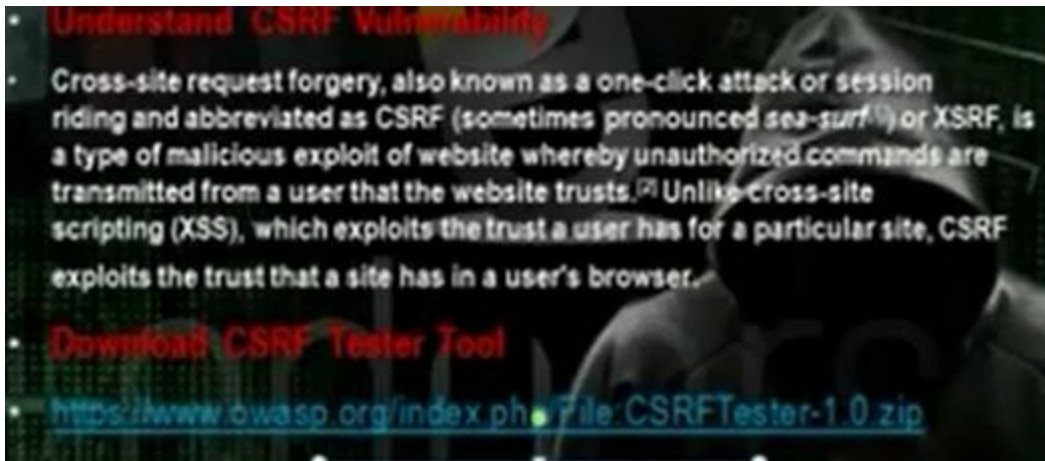 Understand CSRF Vulnerability
Cross-site request forgery, also known as a one-click attack or session
riding and abbreviated as CSRF (sometimes pronounced sea-surf[1]) or XSRF, is
a type of malicious exploit of website whereby unauthorized commands are
transmitted from a user that the website trusts.[2] Unlike cross-site
scripting (XSS), which exploits the trust a user has for a particular site, CSRF
exploits the trust that a site has in a user's browser.
Download CSRF Tester Tool
https://www.owasp.org/index.php/File:CSRFTester-1.0.zip